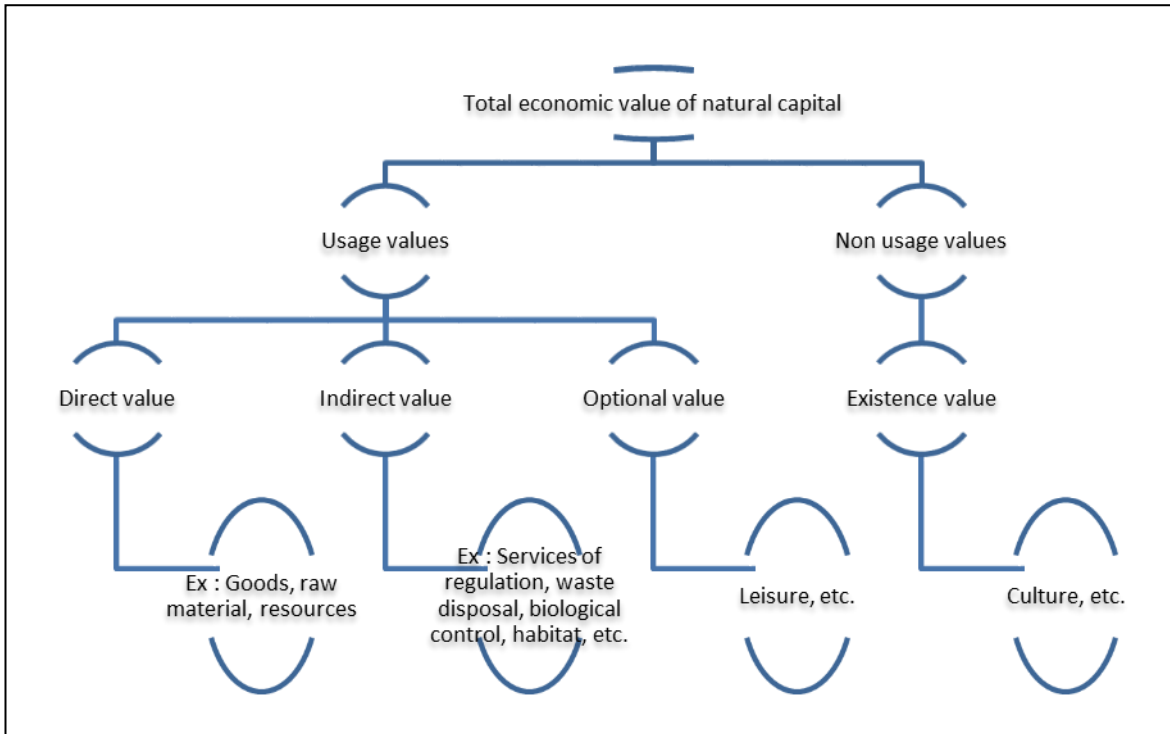 Total economic value of natural capital
Usage values
Non usage values
Direct value
Indirect value
Optional value
Existence value
Ex : Goods, raw
material, resources
Ex : Services of
regulation, waste
disposal, biological
control, habitat, etc.
Leisure, etc.
Culture, etc.